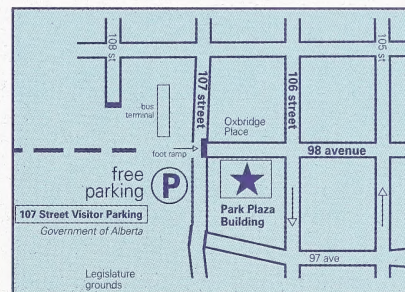 108 st
105 st
107 street
106 street
bus
terminal
Oxbridge
Place
foot ramp
98 avenue
free
parking
P
107 Street Visitor Parking
Government of Alberta
Park Plaza
Building
97 ave
Legislature
grounds